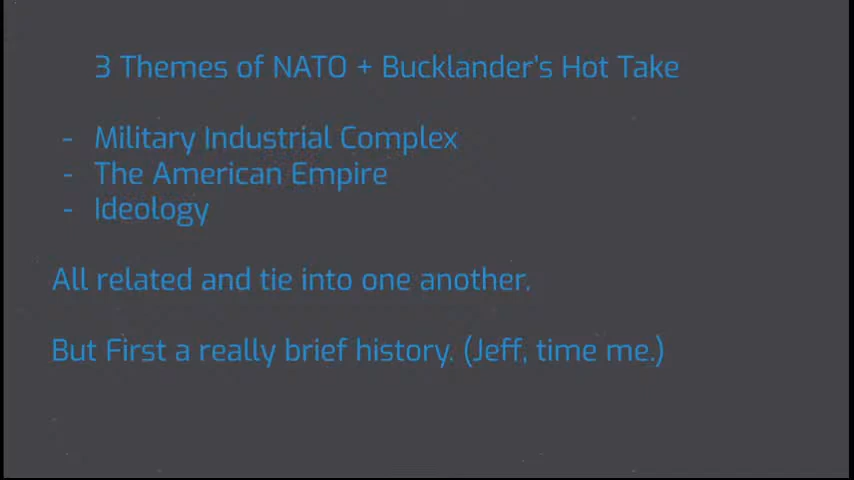 3 Themes of NATO + Bucklander's Hot Take
- Military Industrial Complex
- The American Empire
- Ideology
All related and tie into one another.
But First a really brief history. (Jeff, time me.)